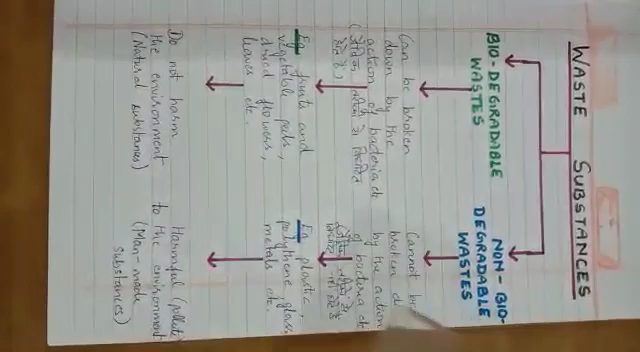 WASTE SUBSTANCES
BIO-DEGRADABLE
WASTES
Can be broken
down by the
action of bacteria etc
Eg fruits and
vegetable peels,
dried flowers,
leaves etc.
Do not harm
the environment
(Natural substances)
NON-BIO-
DEGRADABLE
WASTES
Cannot be
broken
by the action
of bacteria etc
Eg plastic
polythene, glass
metals etc.
Harmful (pollute)
to the environment
(Man-made
substances)